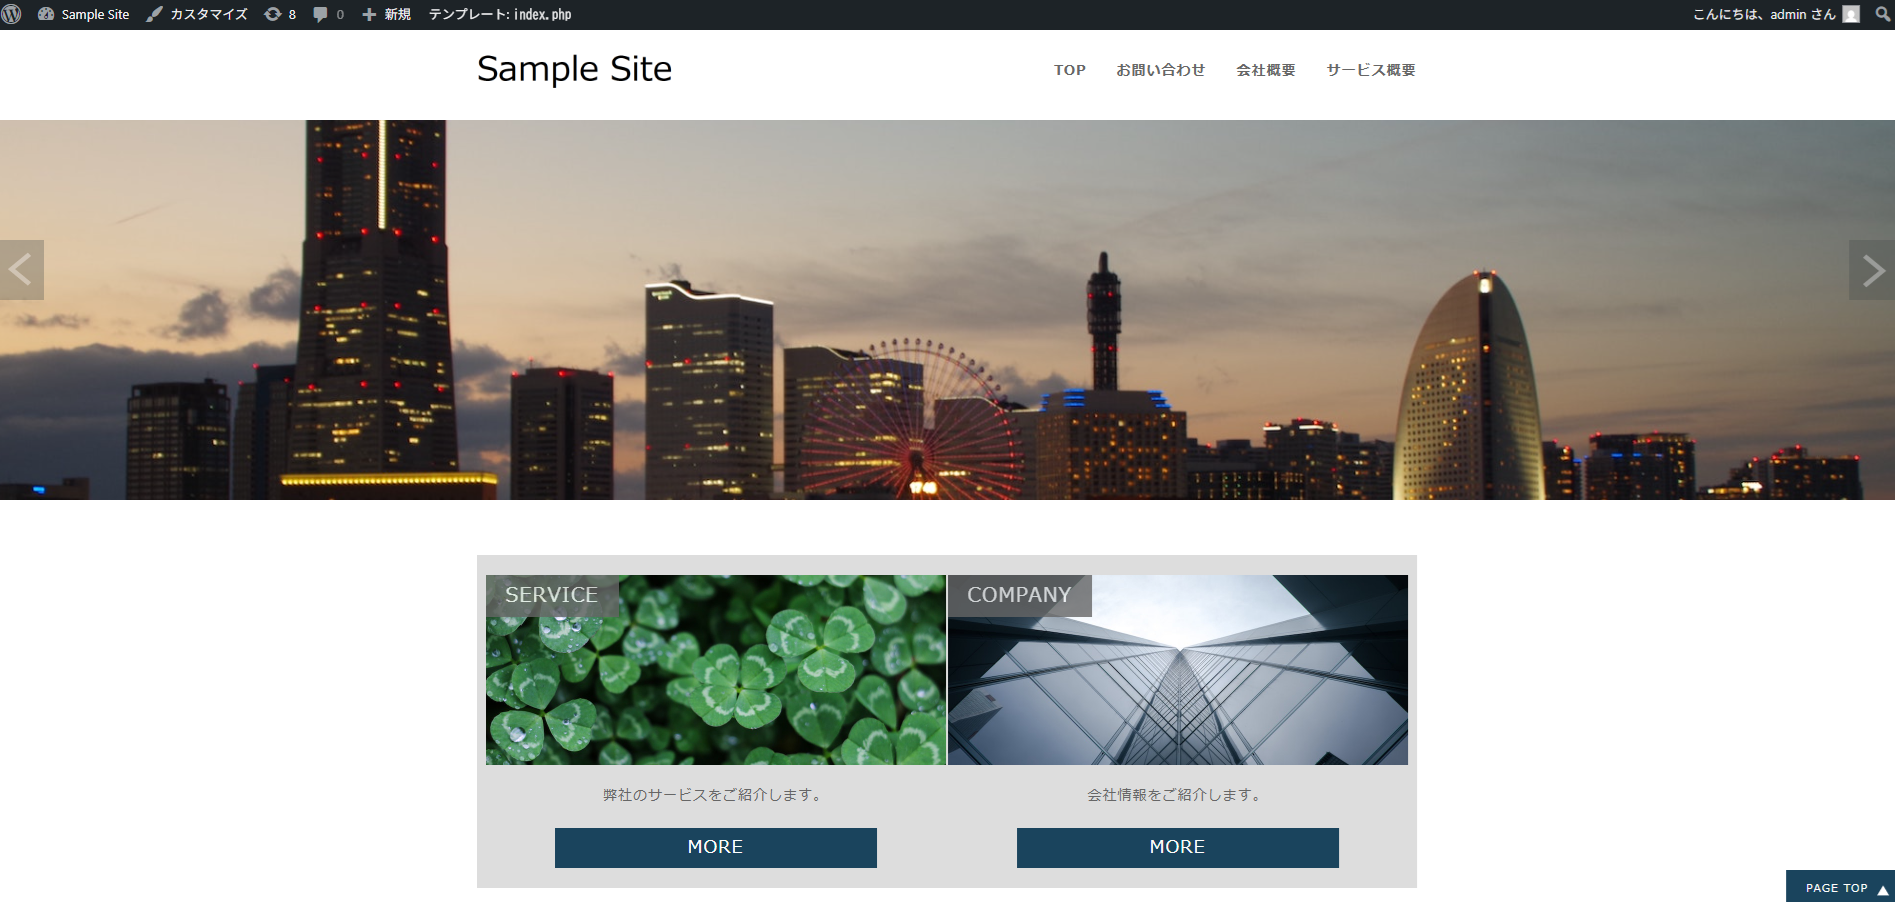 Sample Site カスタマイズ 8 0 新規 テンプレート: index.php こんにちは、admin さん
Sample Site
TOP お問い合わせ 会社概要 サービス概要
SERVICE
COMPANY
弊社のサービスをご紹介します。
会社情報をご紹介します。
MORE
MORE
PAGE TOP